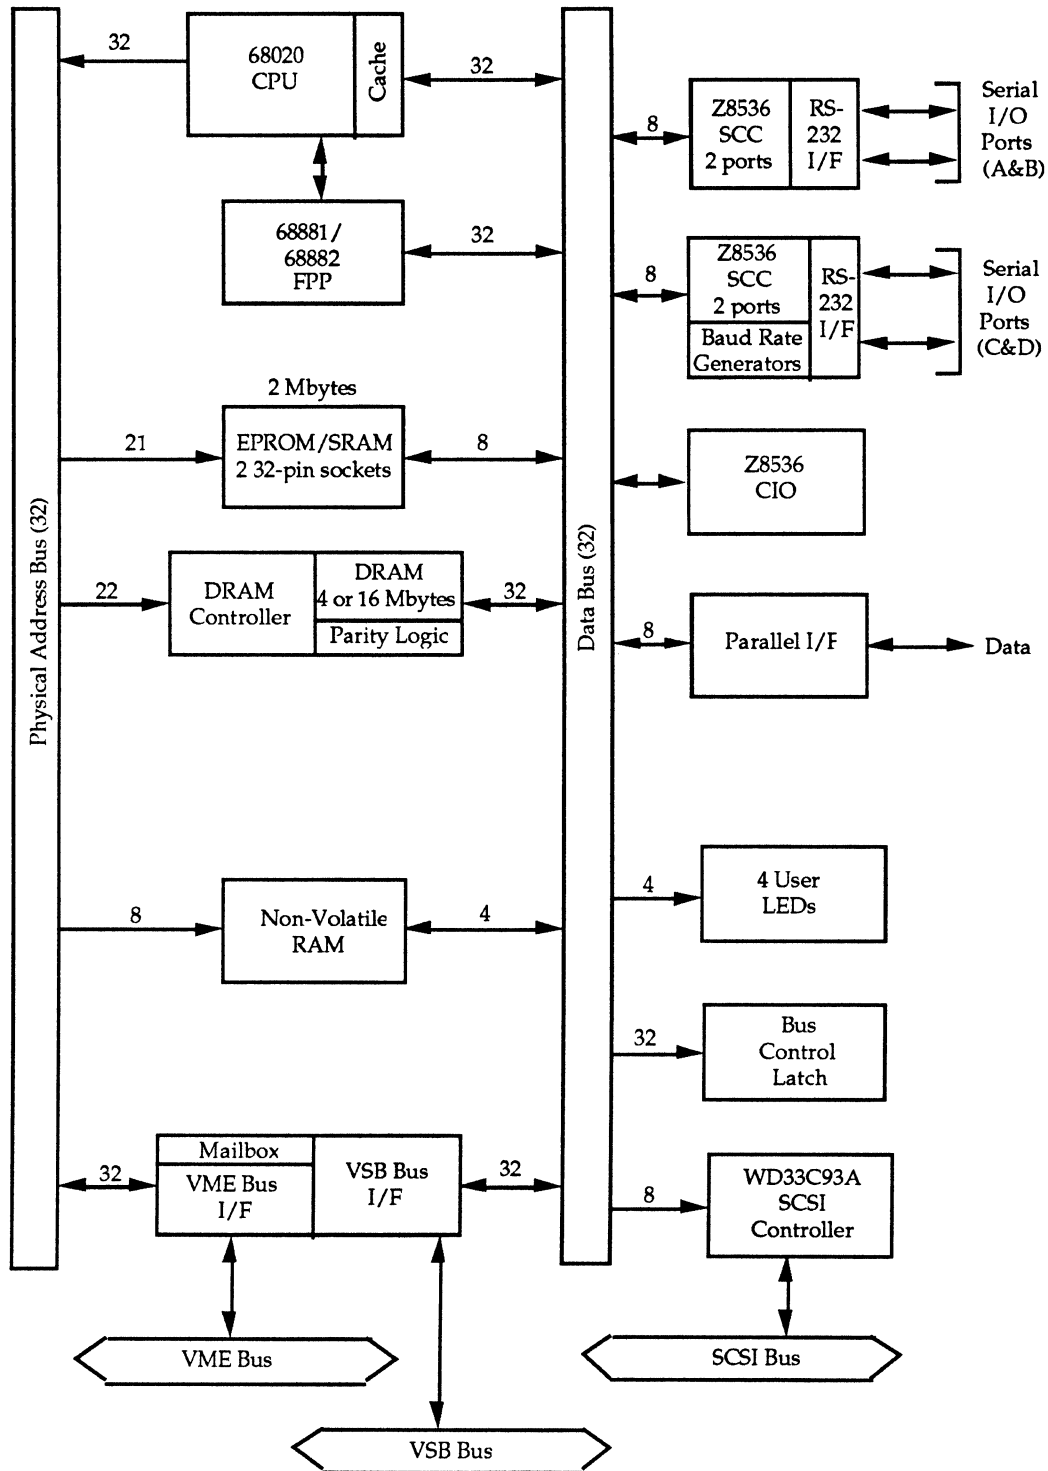 32
68020
CPU
Cache
32
68881/
68882
FPP
32
2 Mbytes
EPROM/SRAM
2 32-pin sockets
21
8
Physical Address Bus (32)
22
DRAM
Controller
DRAM
4 or 16 Mbytes
Parity Logic
32
8
Non-Volatile
RAM
4
32
Mailbox
VME Bus
I/F
VSB Bus
I/F
32
VME Bus
VSB Bus
Data Bus (32)
8
Z8536
SCC
2 ports
RS-
232
I/F
Serial
I/O
Ports
(A&B)
8
Z8536
SCC
2 ports
Baud Rate
Generators
RS-
232
I/F
Serial
I/O
Ports
(C&D)
Z8536
CIO
8
Parallel I/F
Data
4
4 User
LEDs
32
Bus
Control
Latch
8
WD33C93A
SCSI
Controller
SCSI Bus